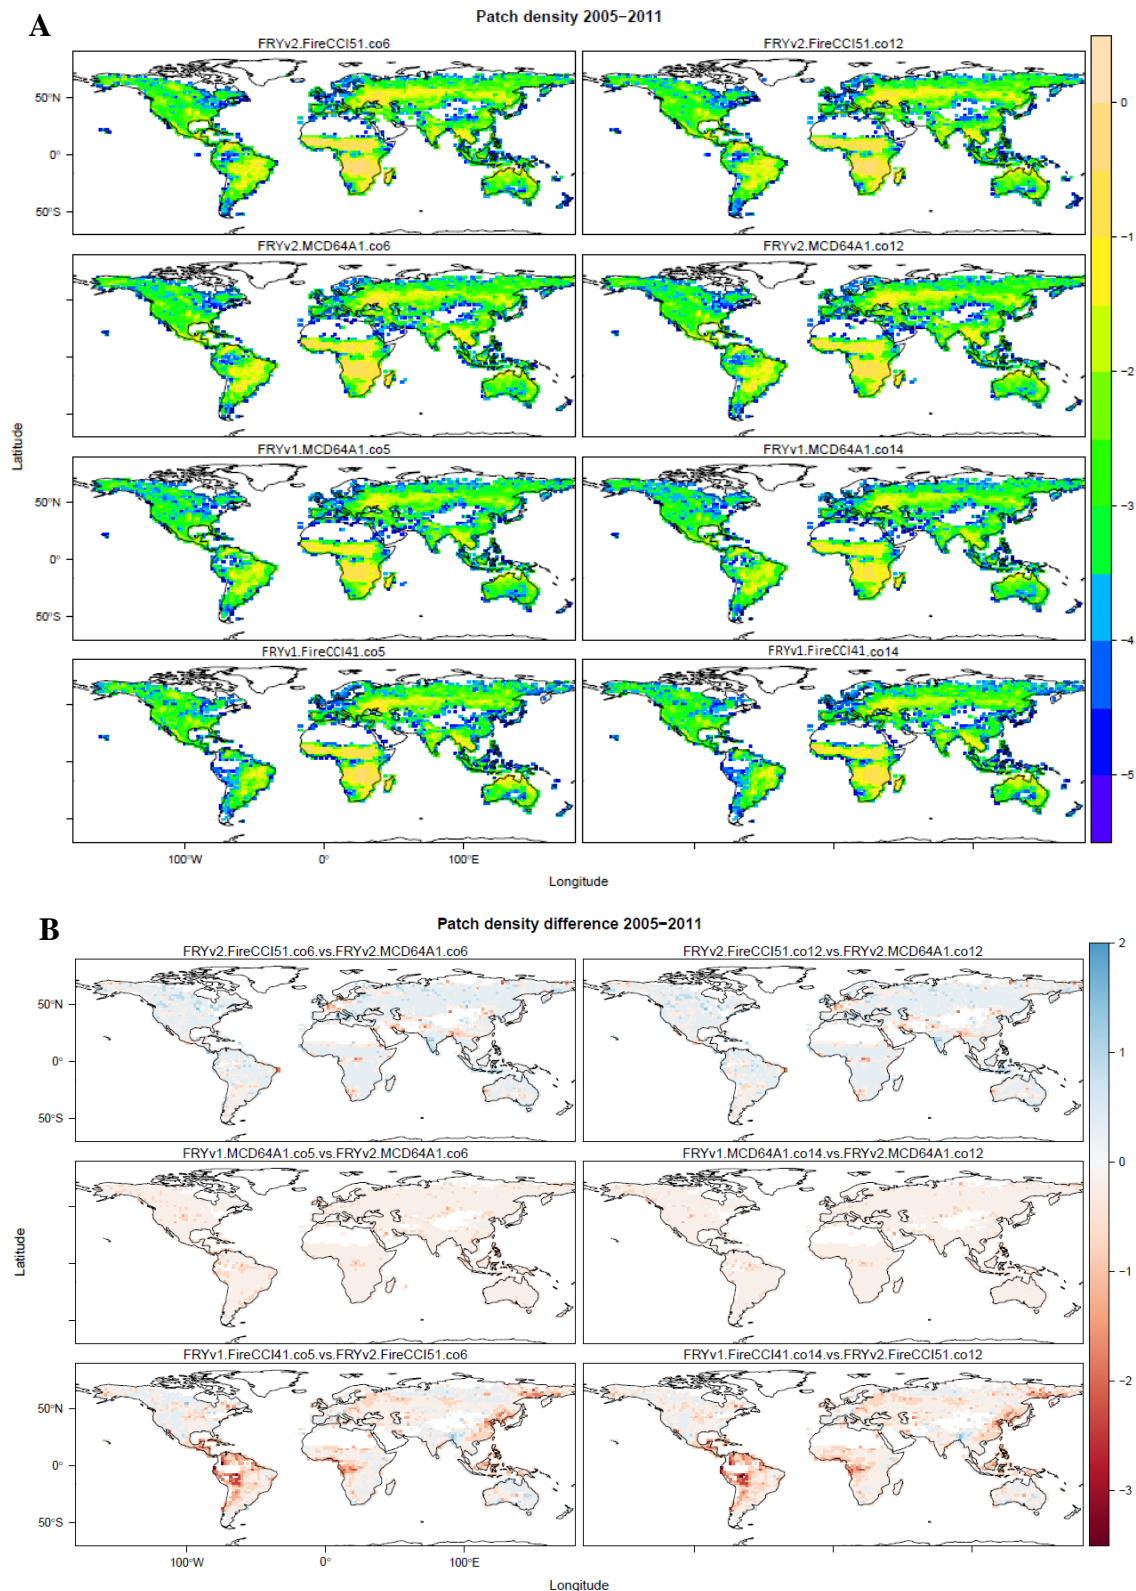 A
Patch density 2005−2011
FRYv2.FireCCI51.co6
FRYv2.FireCCI51.co12
50°N
0°
50°S
FRYv2.MCD64A1.co6
FRYv2.MCD64A1.co12
FRYv1.MCD64A1.co5
FRYv1.MCD64A1.co14
50°N
0°
50°S
FRYv1.FireCCI41.co5
FRYv1.FireCCI41.co14
100°W
0°
100°E
Latitude
Longitude
0
−1
−2
−3
−4
−5
B
Patch density difference 2005−2011
FRYv2.FireCCI51.co6.vs.FRYv2.MCD64A1.co6
FRYv2.FireCCI51.co12.vs.FRYv2.MCD64A1.co12
50°N
0°
50°S
FRYv1.MCD64A1.co5.vs.FRYv2.MCD64A1.co6
FRYv1.MCD64A1.co14.vs.FRYv2.MCD64A1.co12
FRYv1.FireCCI41.co5.vs.FRYv2.FireCCI51.co6
FRYv1.FireCCI41.co14.vs.FRYv2.FireCCI51.co12
50°N
0°
50°S
100°W
0°
100°E
Latitude
Longitude
2
1
0
−1
−2
−3